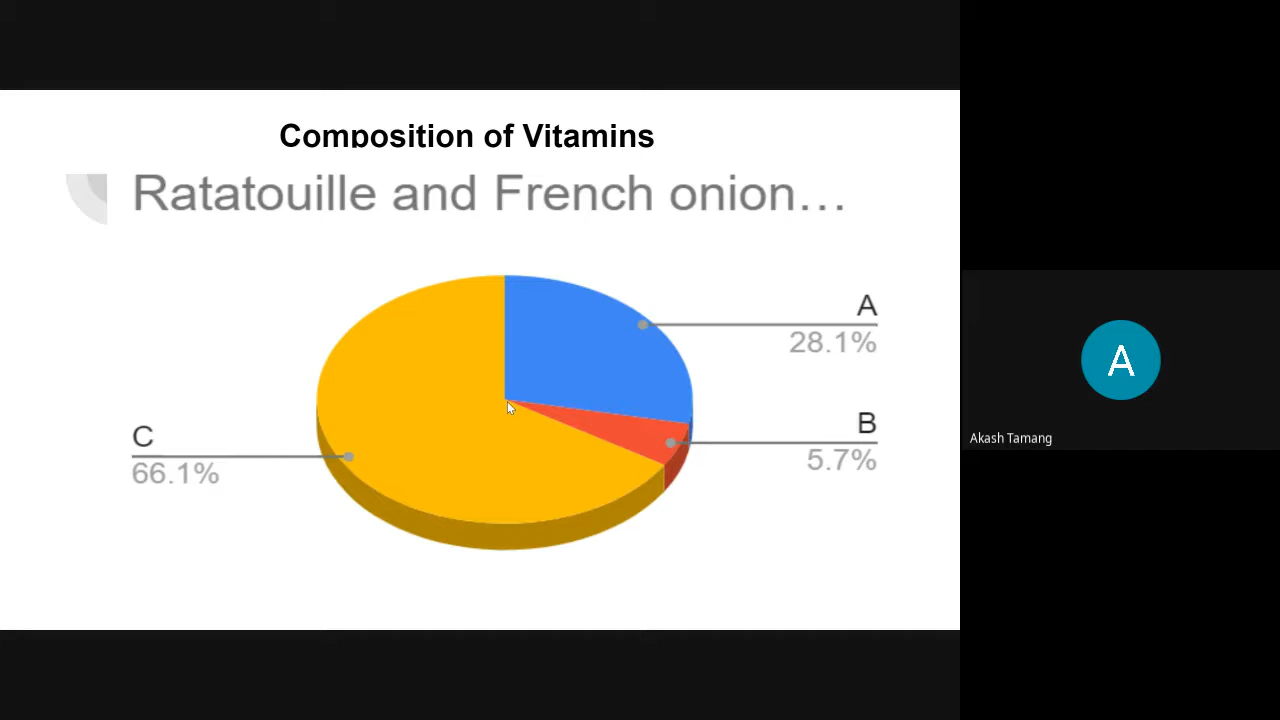 Composition of Vitamins
Ratatouille and French onion…
A
28.1%
B
5.7%
C
66.1%
A
Akash Tamang